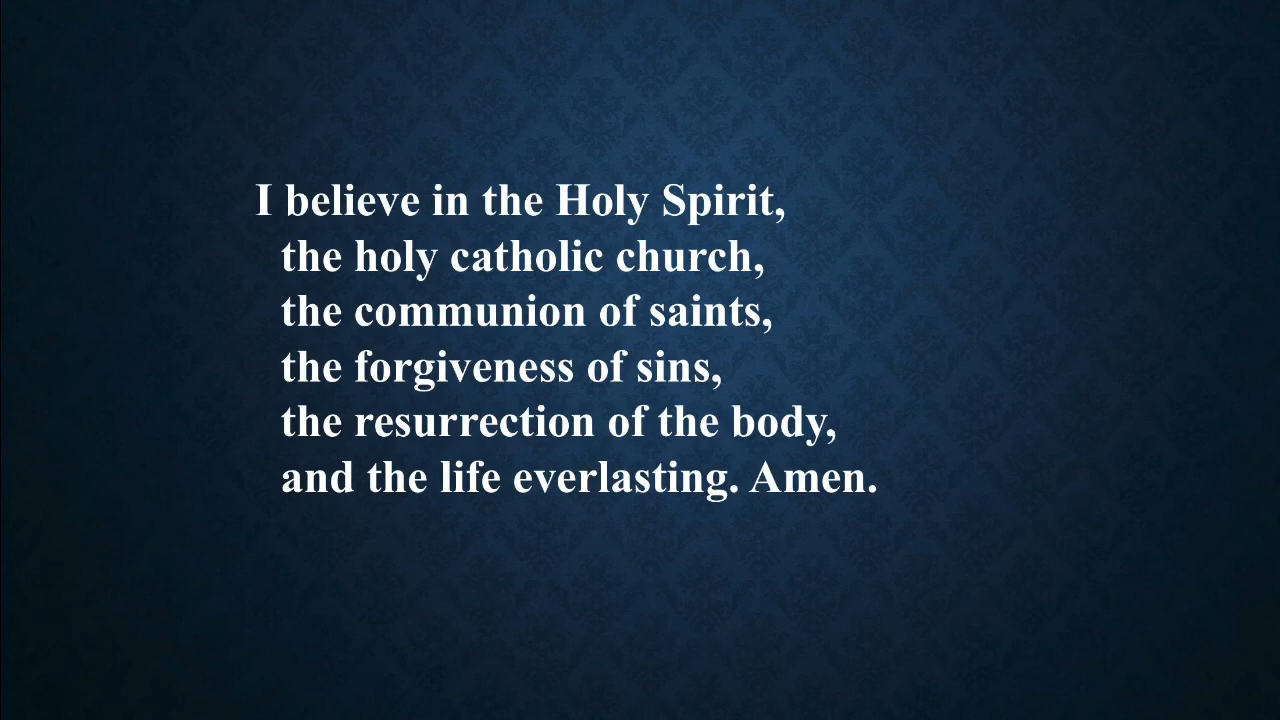 I believe in the Holy Spirit,
the holy catholic church,
the communion of saints,
the forgiveness of sins,
the resurrection of the body,
and the life everlasting. Amen.